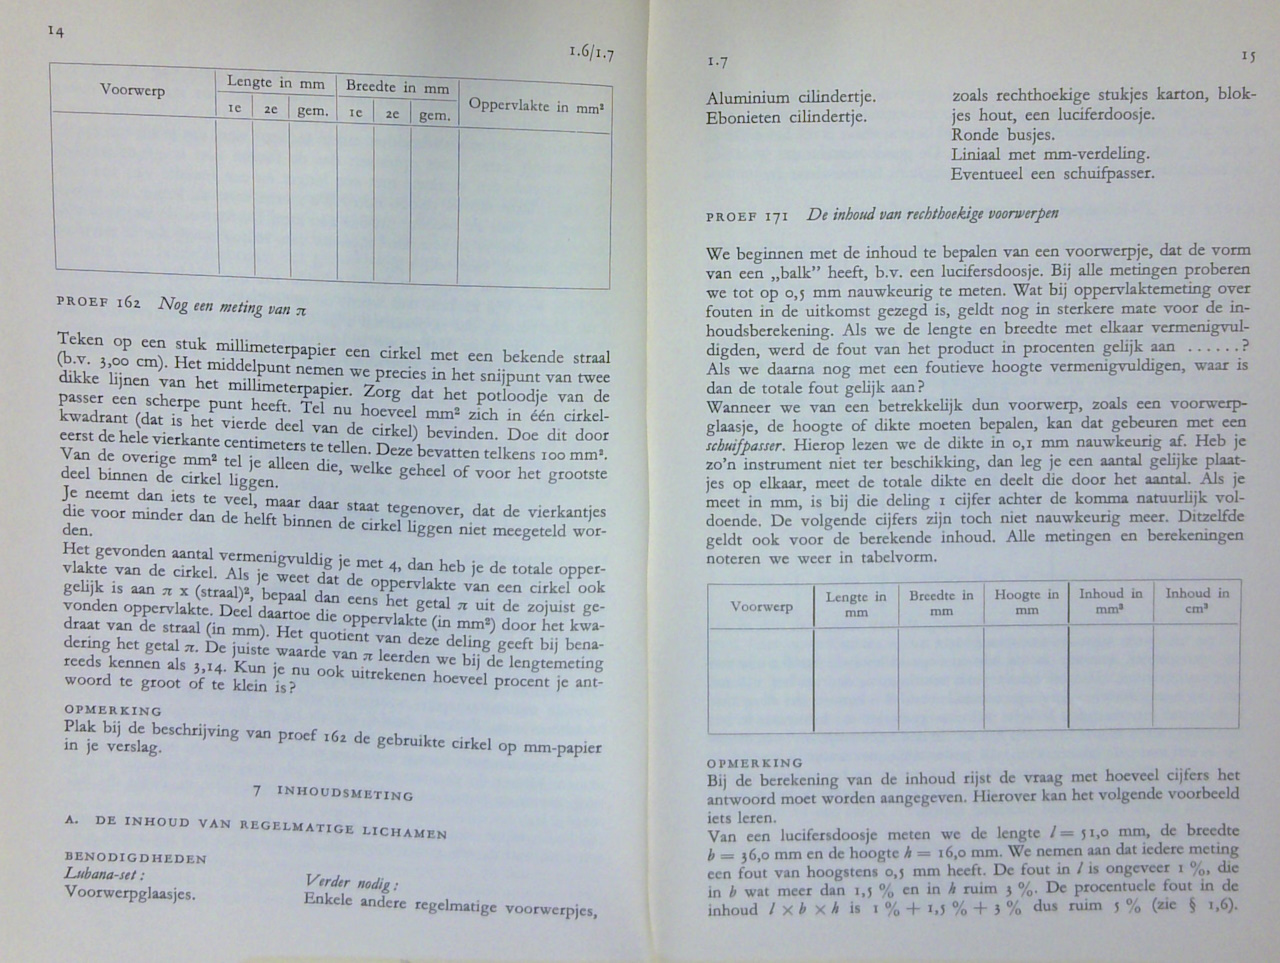 14
1.6/1.7
Voorwerp
Lengte in mm
Breedte in mm
Oppervlakte in mm²
1e
2e
gem.
1e
2e
gem.
PROEF 162 Nog een meting van π
Teken op een stuk millimeterpapier een cirkel met een bekende straal
(b.v. 3,00 cm). Het middelpunt nemen we precies in het snijpunt van twee
dikke lijnen van het millimeterpapier. Zorg dat het potloodje van de
passer een scherpe punt heeft. Tel nu hoeveel mm² zich in één cirkel-
kwadrant (dat is het vierde deel van de cirkel) bevinden. Doe dit door
eerst de hele vierkante centimeters te tellen. Deze bevatten telkens 100 mm².
Van de overige mm² tel je alleen die, welke geheel of voor het grootste
deel binnen de cirkel liggen.
Je neemt dan iets te veel, maar daar staat tegenover, dat de vierkantjes
die voor minder dan de helft binnen de cirkel liggen niet meegeteld wor-
den.
Het gevonden aantal vermenigvuldig je met 4, dan heb je de totale opper-
vlakte van de cirkel. Als je weet dat de oppervlakte van een cirkel ook
gelijk is aan π x (straal)², bepaal dan eens het getal π uit de zojuist ge-
vonden oppervlakte. Deel daartoe die oppervlakte (in mm²) door het kwa-
draat van de straal (in mm). Het quotient van deze deling geeft bij bena-
dering het getal π. De juiste waarde van π leerden we bij de lengtemeting
reeds kennen als 3,14. Kun je nu ook uitrekenen hoeveel procent je ant-
woord te groot of te klein is?
OPMERKING
Plak bij de beschrijving van proef 162 de gebruikte cirkel op mm-papier
in je verslag.
7 INHOUDSMETING
A. DE INHOUD VAN REGELMATIGE LICHAMEN
BENODIGDHEDEN
Lubana-set:
Voorwerpglaasjes.
Verder nodig:
Enkele andere regelmatige voorwerpjes,
1.7
15
Aluminium cilindertje.
Ebonieten cilindertje.
zoals rechthoekige stukjes karton, blok-
jes hout, een luciferdoosje.
Ronde busjes.
Liniaal met mm-verdeling.
Eventueel een schuifpasser.
PROEF 171 De inhoud van rechthoekige voorwerpen
We beginnen met de inhoud te bepalen van een voorwerpje, dat de vorm
van een „balk” heeft, b.v. een lucifersdoosje. Bij alle metingen proberen
we tot op 0,5 mm nauwkeurig te meten. Wat bij oppervlaktemeting over
fouten in de uitkomst gezegd is, geldt nog in sterkere mate voor de in-
houdsberekening. Als we de lengte en breedte met elkaar vermenigvul-
digden, werd de fout van het product in procenten gelijk aan ......?
Als we daarna nog met een foutieve hoogte vermenigvuldigen, waar is
dan de totale fout gelijk aan?
Wanneer we van een betrekkelijk dun voorwerp, zoals een voorwerp-
glaasje, de hoogte of dikte moeten bepalen, kan dat gebeuren met een
schuifpasser. Hierop lezen we de dikte in 0,1 mm nauwkeurig af. Heb je
zo'n instrument niet ter beschikking, dan leg je een aantal gelijke plaat-
jes op elkaar, meet de totale dikte en deelt die door het aantal. Als je
meet in mm, is bij die deling 1 cijfer achter de komma natuurlijk vol-
doende. De volgende cijfers zijn toch niet nauwkeurig meer. Ditzelfde
geldt ook voor de berekende inhoud. Alle metingen en berekeningen
noteren we weer in tabelvorm.
Voorwerp
Lengte in mm
Breedte in mm
Hoogte in mm
Inhoud in mm³
Inhoud in cm³
OPMERKING
Bij de berekening van de inhoud rijst de vraag met hoeveel cijfers het
antwoord moet worden aangegeven. Hierover kan het volgende voorbeeld
iets leren.
Van een lucifersdoosje meten we de lengte l = 51,0 mm, de breedte
b = 36,0 mm en de hoogte h = 16,0 mm. We nemen aan dat iedere meting
een fout van hoogstens 0,5 mm heeft. De fout in l is ongeveer 1 %, die
in b wat meer dan 1,5 % en in h ruim 3 %. De procentuele fout in de
inhoud l × b × h is 1 % + 1,5 % + 3 % dus ruim 5 % (zie § 1,6).